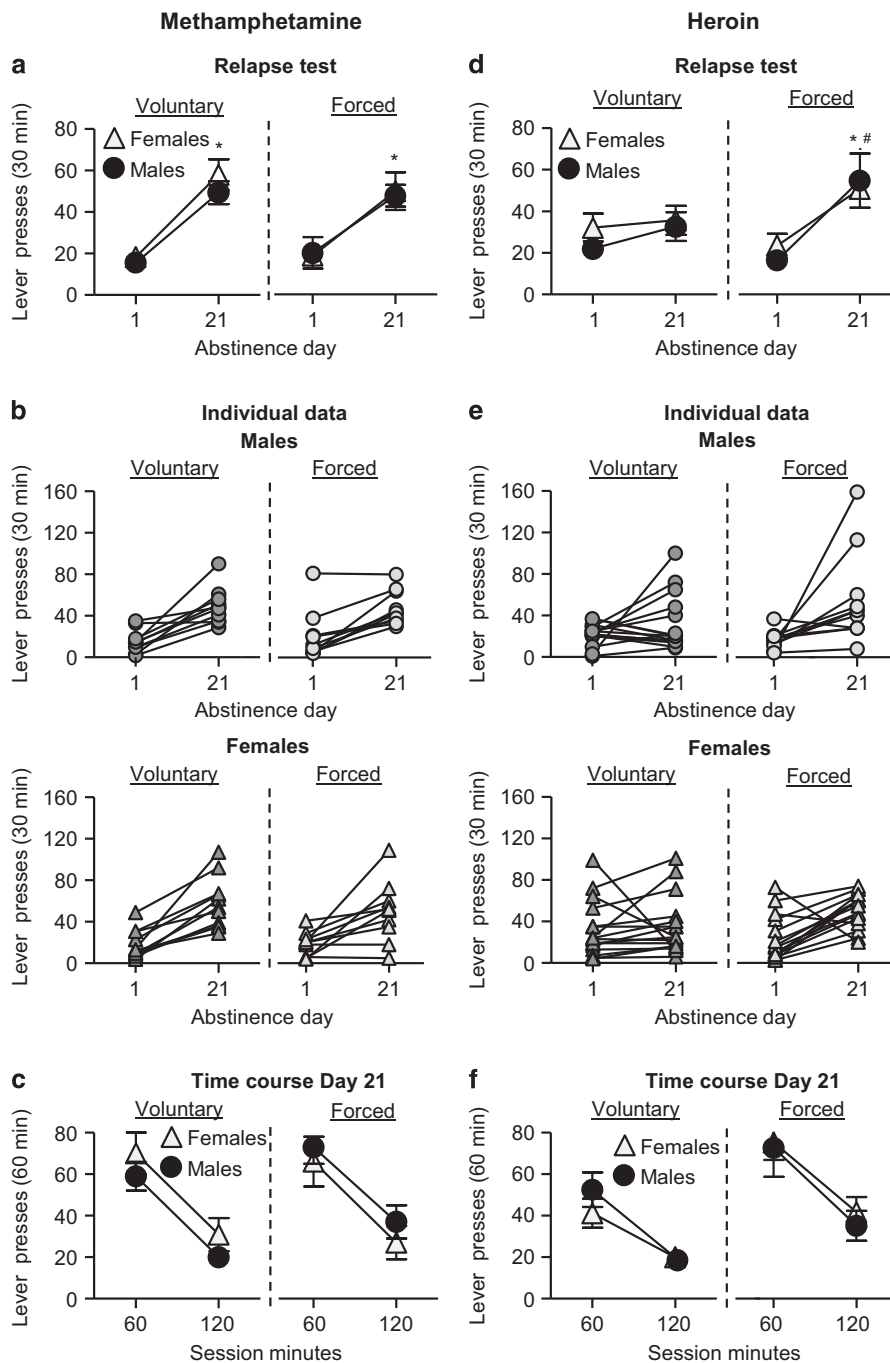 Methamphetamine
a
Relapse test
Voluntary
Forced
Lever presses (30 min)
80
60
40
20
0
Females
Males
*
*
1
21
1
21
Abstinence day
b
Individual data
Males
Voluntary
Forced
Lever presses (30 min)
160
120
80
40
0
1
21
1
21
Abstinence day
Females
Voluntary
Forced
Lever presses (30 min)
160
120
80
40
0
1
21
1
21
Abstinence day
c
Time course Day 21
Voluntary
Forced
Lever presses (60 min)
80
60
40
20
0
Females
Males
60
120
60
120
Session minutes
Heroin
d
Relapse test
Voluntary
Forced
Lever presses (30 min)
80
60
40
20
0
Females
Males
* #
1
21
1
21
Abstinence day
e
Individual data
Males
Voluntary
Forced
Lever presses (30 min)
160
120
80
40
0
1
21
1
21
Abstinence day
Females
Voluntary
Forced
Lever presses (30 min)
160
120
80
40
0
1
21
1
21
Abstinence day
f
Time course Day 21
Voluntary
Forced
Lever presses (60 min)
80
60
40
20
0
Females
Males
60
120
60
120
Session minutes